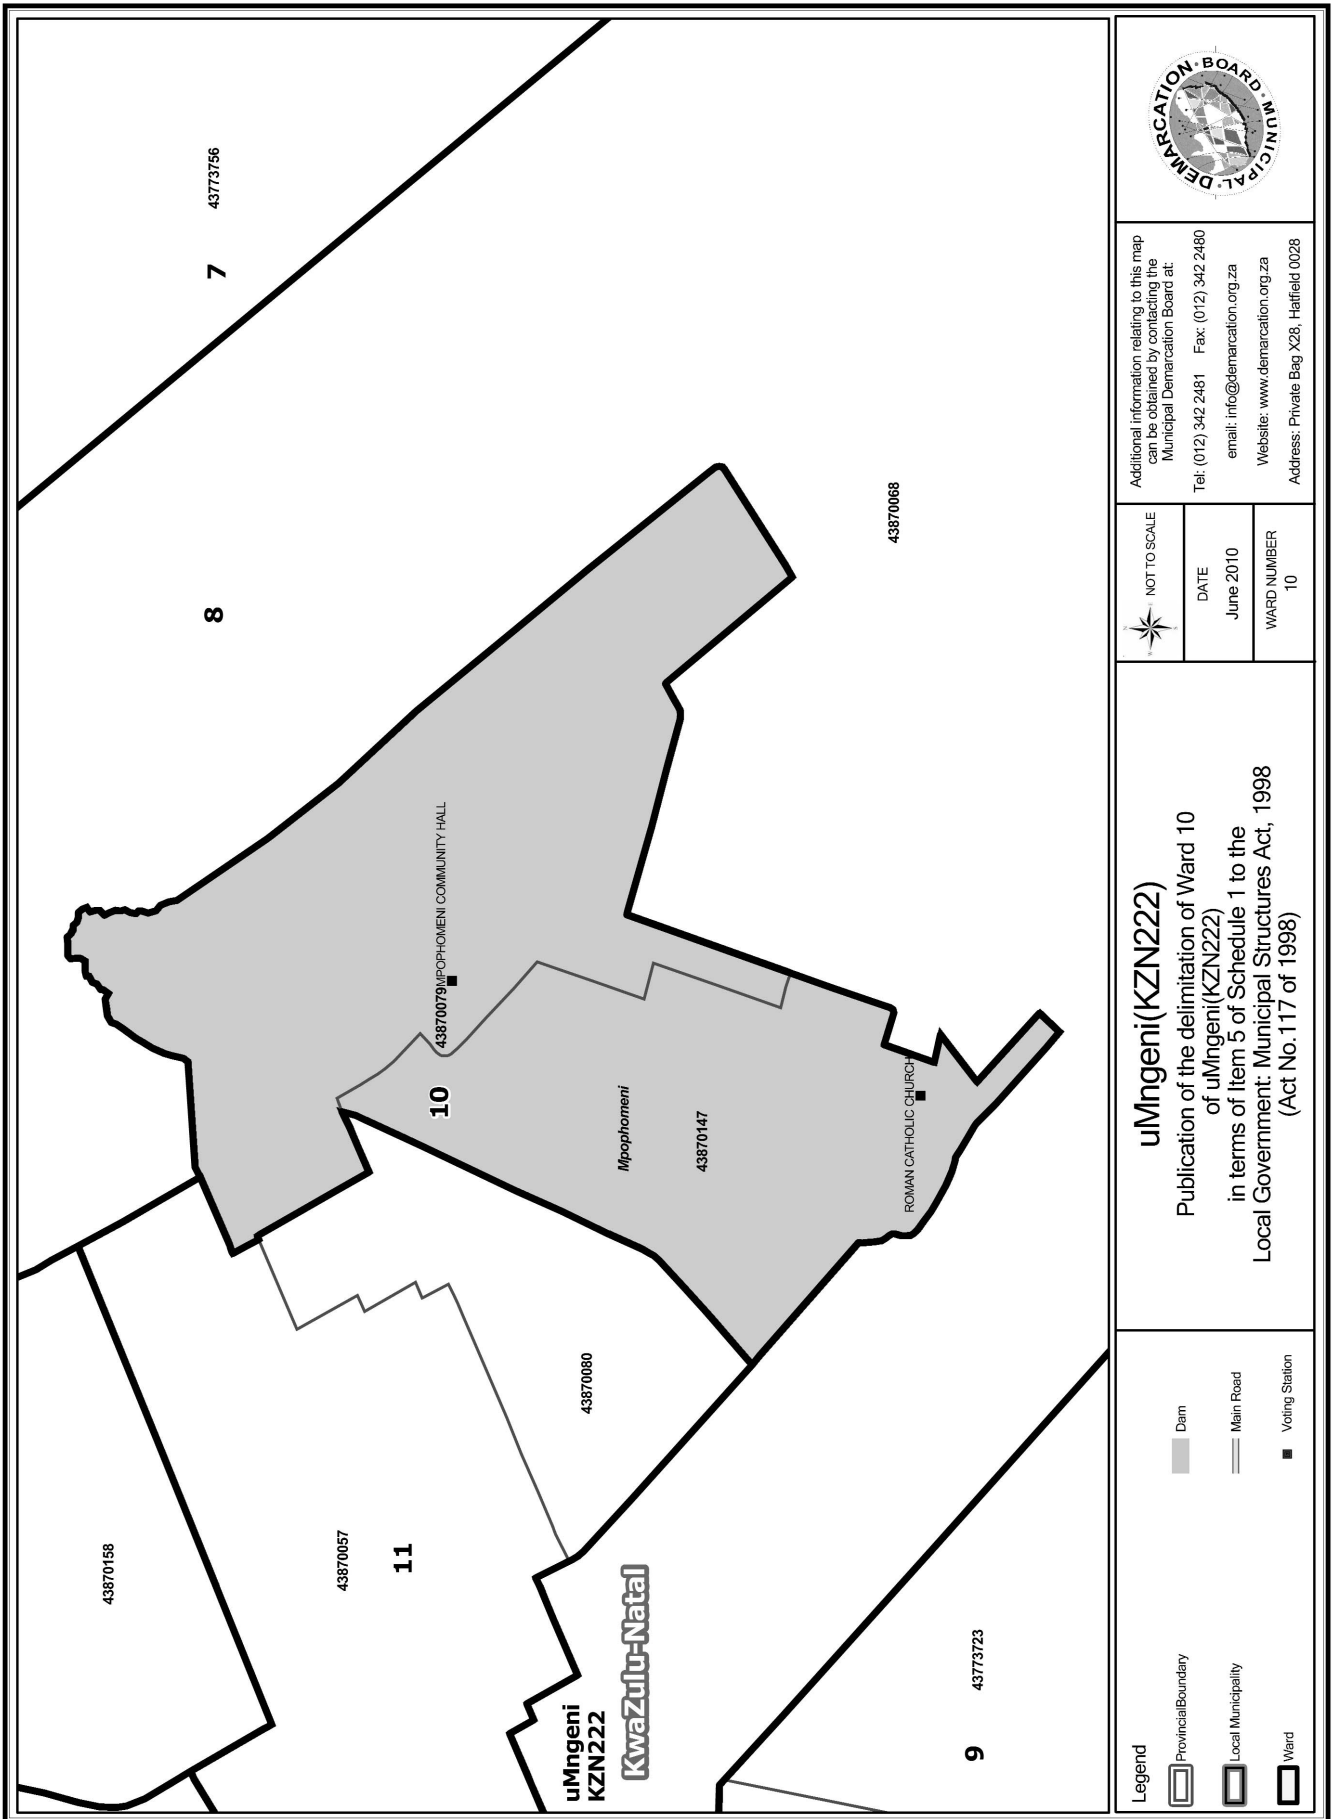 43773756
7
8
43870068
43870079
MPOPHOMENI COMMUNITY HALL
10
Mpophomeni
43870147
ROMAN CATHOLIC CHURCH
43870158
43870057
11
43870080
uMngeni
KZN222
KwaZulu-Natal
43773723
9
Legend
ProvincialBoundary
Local Municipality
Ward
Dam
Main Road
Voting Station
uMngeni(KZN222)
Publication of the delimitation of Ward 10
of uMngeni(KZN222)
in terms of Item 5 of Schedule 1 to the
Local Government: Municipal Structures Act, 1998
(Act No.117 of 1998)
NOT TO SCALE
DATE
June 2010
WARD NUMBER
10
Additional information relating to this map
can be obtained by contacting the
Municipal Demarcation Board at:
Tel: (012) 342 2481 Fax: (012) 342 2480
email: info@demarcation.org.za
Website: www.demarcation.org.za
Address: Private Bag X28, Hatfield 0028
MUNICIPAL • DEMARCATION • BOARD •